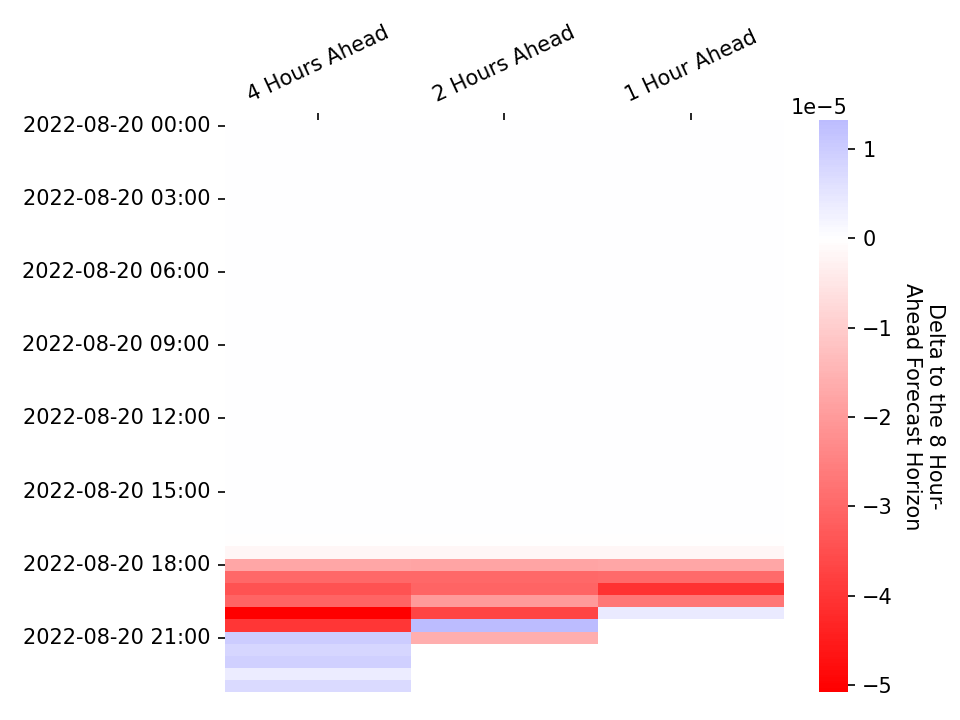 4 Hours Ahead
2 Hours Ahead
1 Hour Ahead
2022-08-20 00:00
2022-08-20 03:00
2022-08-20 06:00
2022-08-20 09:00
2022-08-20 12:00
2022-08-20 15:00
2022-08-20 18:00
2022-08-20 21:00
1e−5
1
0
−1
−2
−3
−4
−5
Delta to the 8 Hour-
Ahead Forecast Horizon